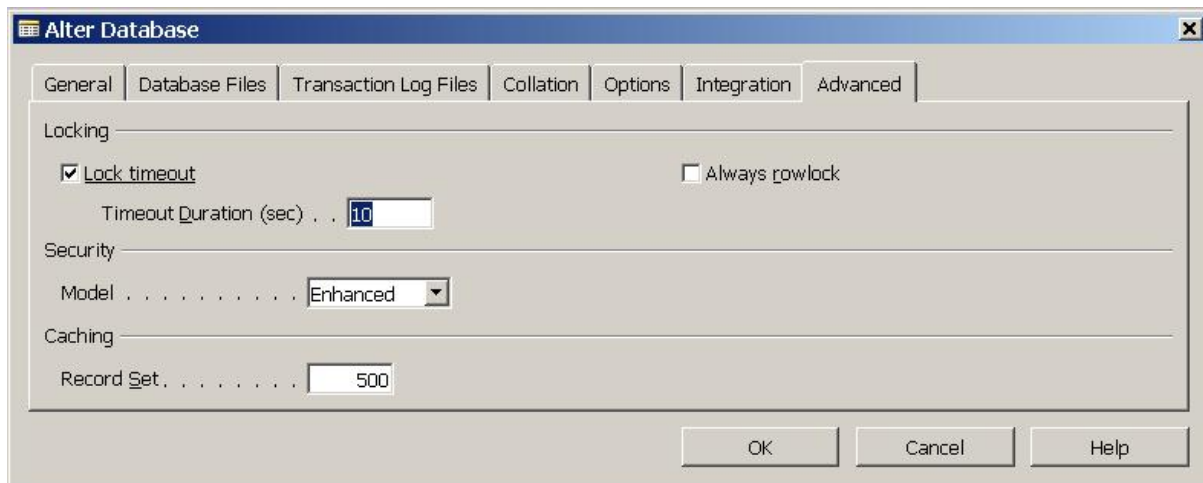 Alter Database
General Database Files Transaction Log Files Collation Options Integration Advanced
Locking
Lock timeout Always rowlock
Timeout Duration (sec) . . 10
Security
Model . . . . . . . . . . Enhanced
Caching
Record Set. . . . . . . . 500
OK Cancel Help